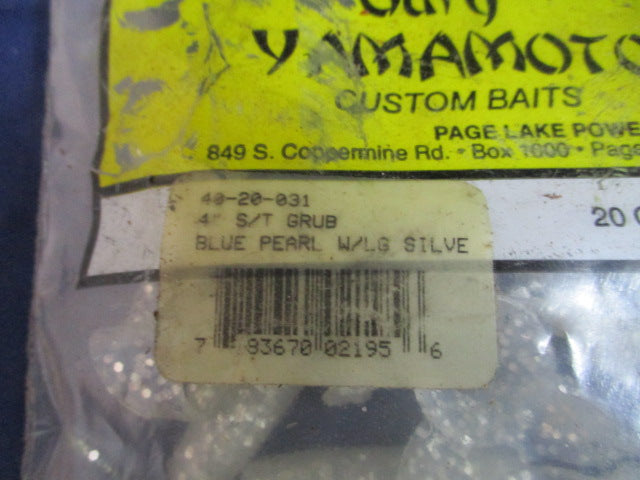 Gary
YAMAMOTO
CUSTOM BAITS
PAGE LAKE POWE
849 S. Coppermine Rd. • Box 1000 • Page
40-20-031
4" S/T GRUB
20
BLUE PEARL W/LG SILVE
7 83670 02195 6